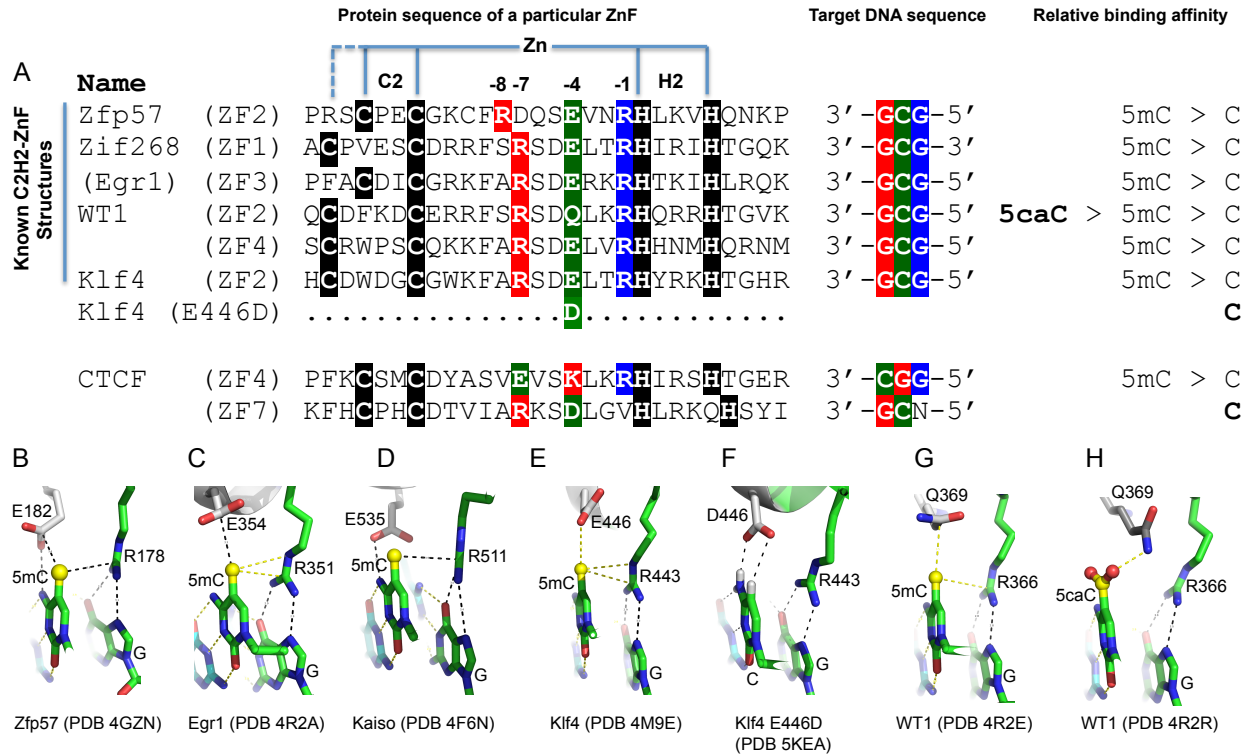 Protein sequence of a particular ZnF Target DNA sequence Relative binding affinity
Zn
A
Name C2 -8 -7 -4 -1 H2
Known C2H2-ZnF Structures
Zfp57 (ZF2) PRSCPECGKCFRDQSEVNRHLKVHQNKP 3′-GCG-5′ 5mC > C
Zif268 (ZF1) ACPVESCDRRFSRSDELTRHIRIHTGQK 3′-GCG-3′ 5mC > C
(Egr1) (ZF3) PFACDICGRKFARSDERKRHTKIHLRQK 3′-GCG-5′ 5mC > C
WT1 (ZF2) QCDFKDCERRFSRSDQLKRHQRRHTGVK 3′-GCG-5′ 5caC > 5mC > C
(ZF4) SCRWPSCQKKFARSDELVRHHNMHQRNM 3′-GCG-5′ 5mC > C
Klf4 (ZF2) HCDWDGCGWKFARSDELTRHYRKHTGHR 3′-GCG-5′ 5mC > C
Klf4 (E446D) ...............D............ C
CTCF (ZF4) PFKCSMCDYASVEVSKLKRHIRSHTGER 3′-CGG-5′ 5mC > C
(ZF7) KFHCPHCDTVIARKSDLGVHLRKQHSYI 3′-GCN-5′ C
B C D E F G H
E182
5mC
R178
G
Zfp57 (PDB 4GZN)
E354
5mC
R351
G
Egr1 (PDB 4R2A)
E535
5mC
R511
G
Kaiso (PDB 4F6N)
E446
5mC
R443
G
Klf4 (PDB 4M9E)
D446
R443
G
C
Klf4 E446D
(PDB 5KEA)
Q369
5mC
R366
G
WT1 (PDB 4R2E)
Q369
5caC
R366
G
WT1 (PDB 4R2R)